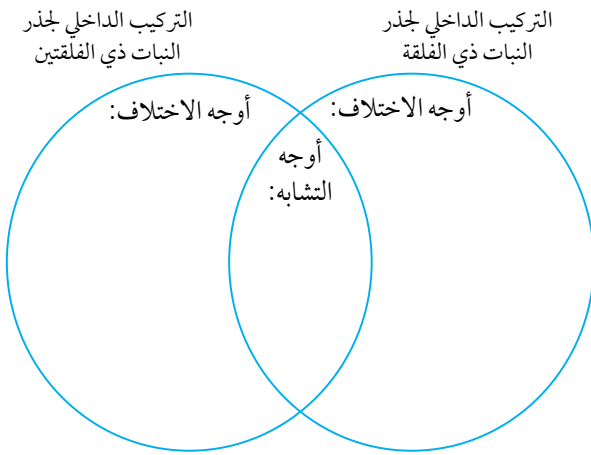 التركيب الداخلي لجذر
النبات ذي الفلقة
التركيب الداخلي لجذر
النبات ذي الفلقتين
أوجه الاختلاف:
أوجه الاختلاف:
أوجه
التشابه: